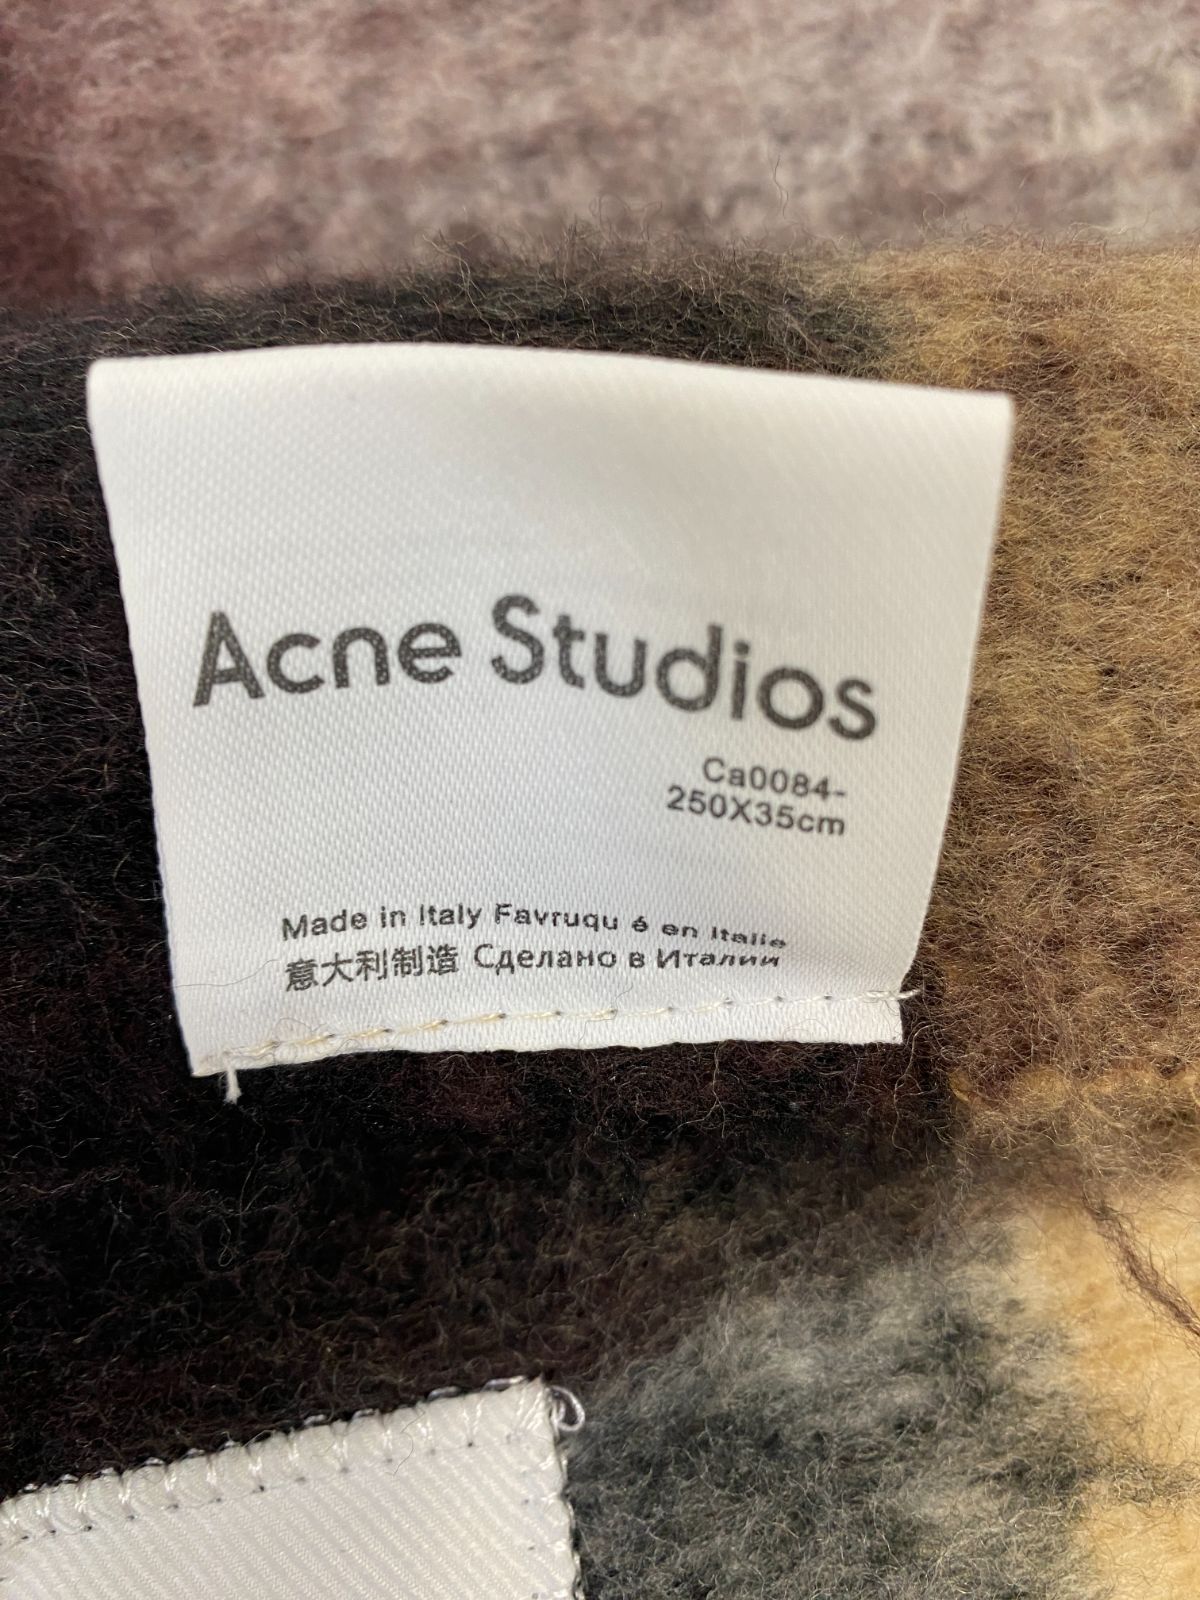 Acne Studios
Ca0084-
250X35cm
Made in Italy Favruqu é en Italie
意大利制造 Сделано в Италии